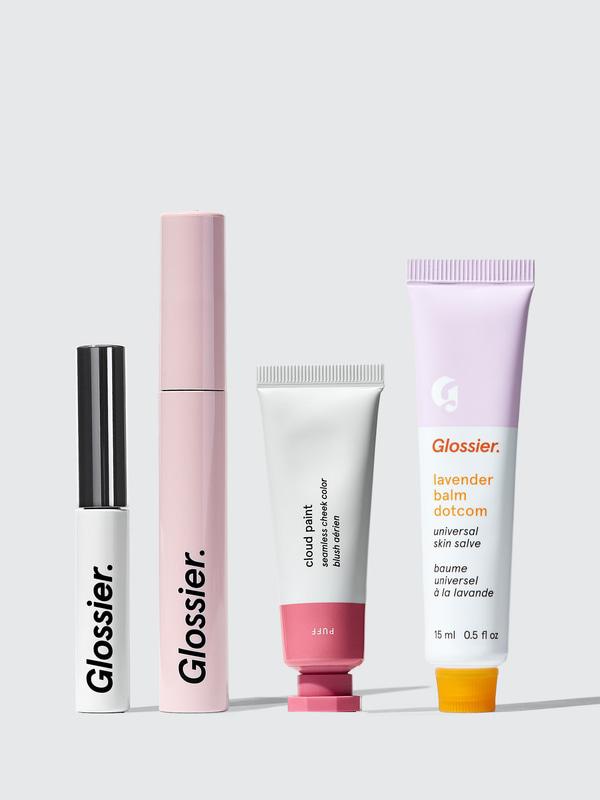 Glossier.
Glossier.
cloud paint
seamless cheek color
blush aérien
PUFF
G
Glossier.
lavender
balm
dotcom
universal
skin salve
baume
universel
à la lavande
15 ml 0.5 fl oz